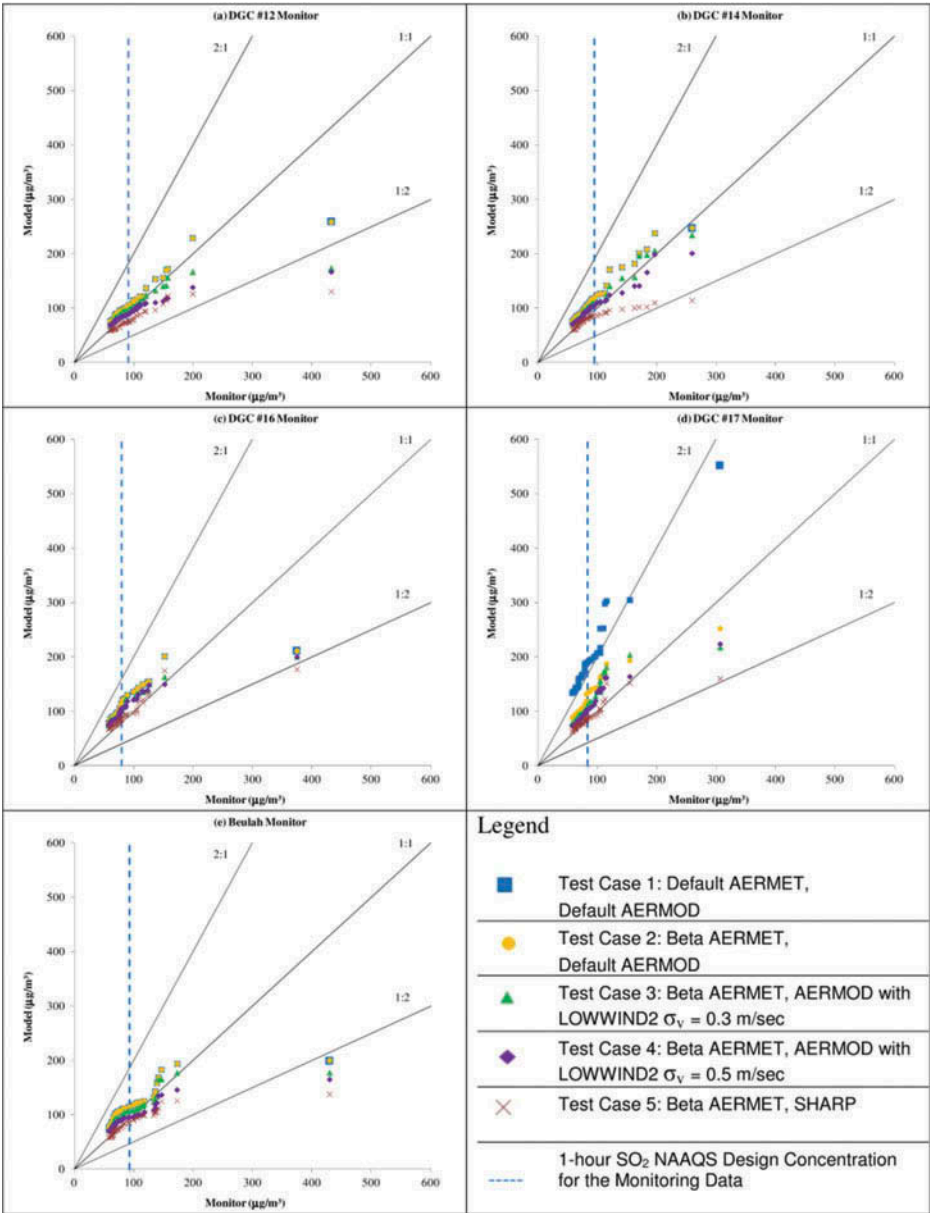 (a) DGC #12 Monitor
600
500
400
300
200
100
0
Model (µg/m³)
2:1
1:1
1:2
0 100 200 300 400 500 600
Monitor (µg/m³)
(b) DGC #14 Monitor
600
500
400
300
200
100
0
Model (µg/m³)
2:1
1:1
1:2
0 100 200 300 400 500 600
Monitor (µg/m³)
(c) DGC #16 Monitor
600
500
400
300
200
100
0
Model (µg/m³)
2:1
1:1
1:2
0 100 200 300 400 500 600
Monitor (µg/m³)
(d) DGC #17 Monitor
600
500
400
300
200
100
0
Model (µg/m³)
2:1
1:1
1:2
0 100 200 300 400 500 600
Monitor (µg/m³)
(e) Beulah Monitor
600
500
400
300
200
100
0
Model (µg/m³)
2:1
1:1
1:2
0 100 200 300 400 500 600
Monitor (µg/m³)
Legend
Test Case 1: Default AERMET,
Default AERMOD
Test Case 2: Beta AERMET,
Default AERMOD
Test Case 3: Beta AERMET, AERMOD with
LOWWIND2 σv = 0.3 m/sec
Test Case 4: Beta AERMET, AERMOD with
LOWWIND2 σv = 0.5 m/sec
Test Case 5: Beta AERMET, SHARP
1-hour SO₂ NAAQS Design Concentration
for the Monitoring Data